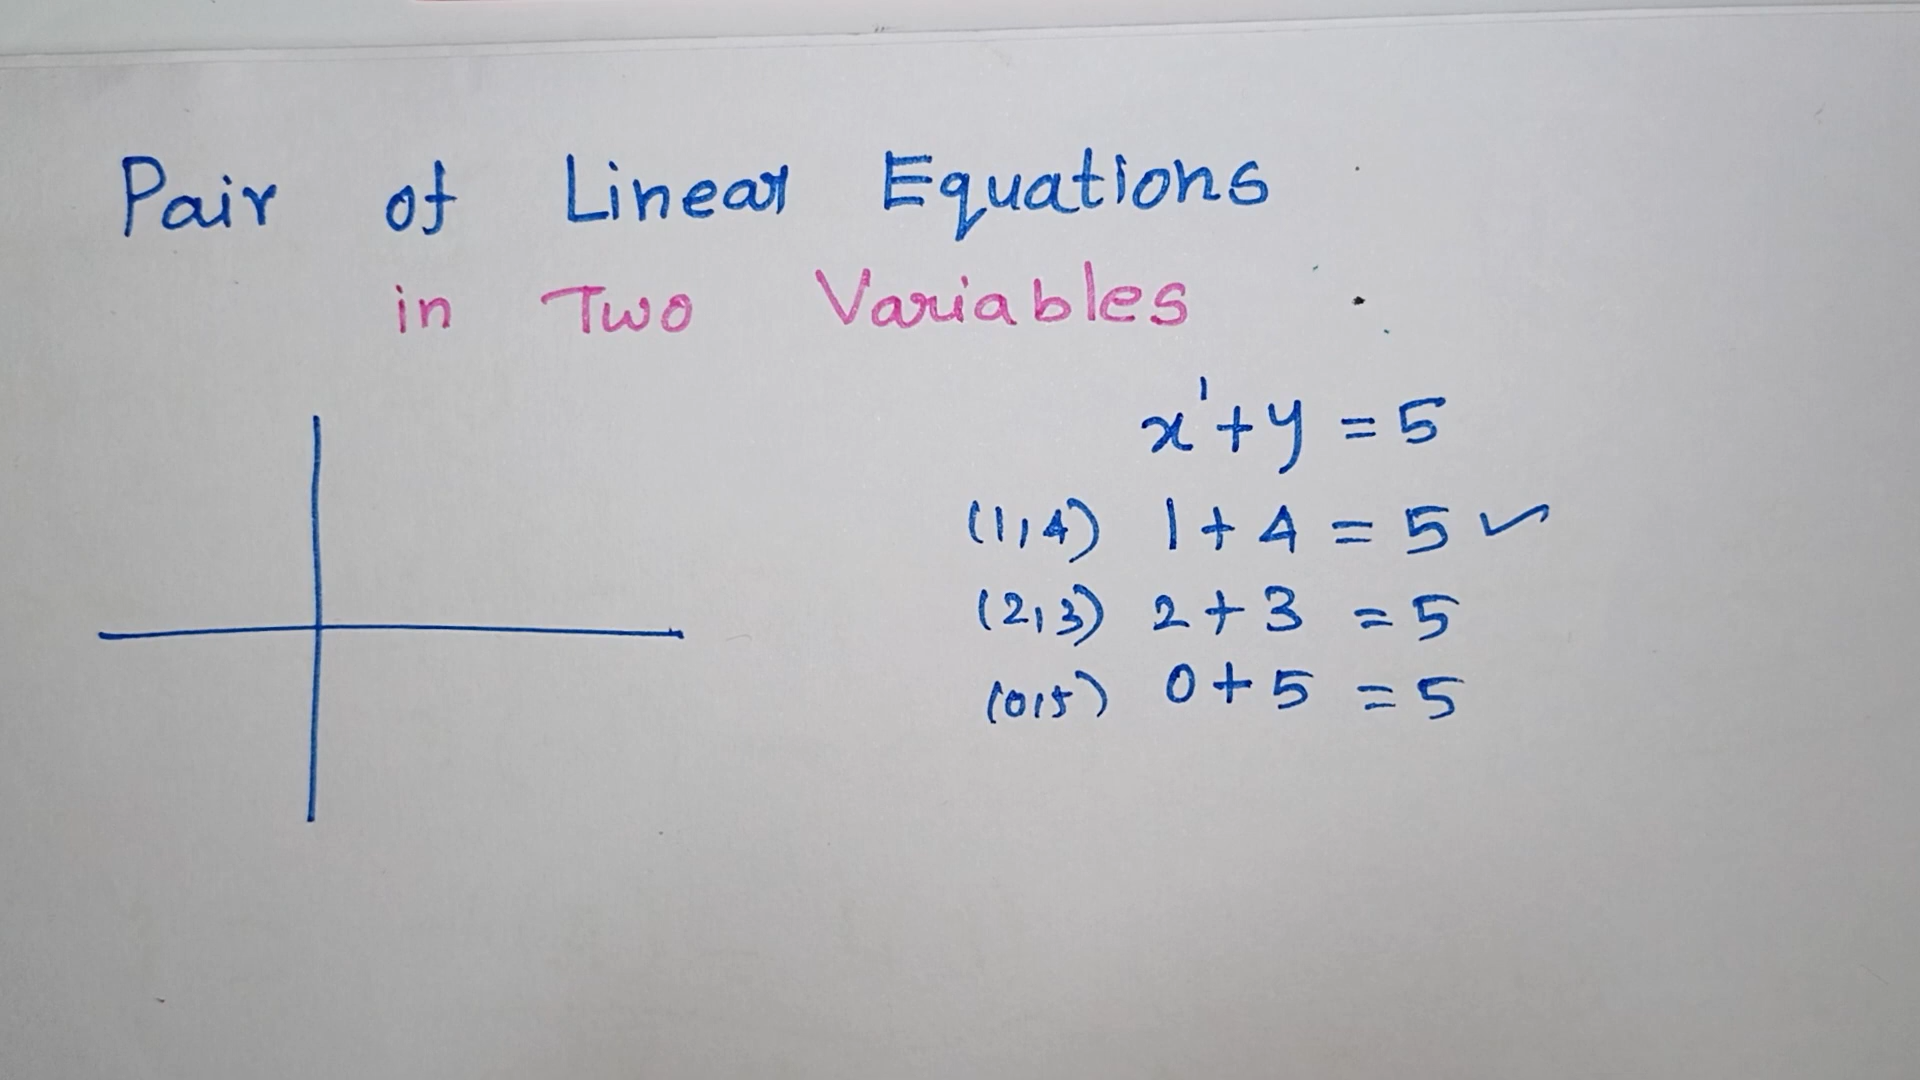 Pair of Linear Equations
in Two Variables
x¹+y = 5
(1,4) 1+4 = 5 ✓
(2,3) 2+3 = 5
(0,5) 0+5 = 5